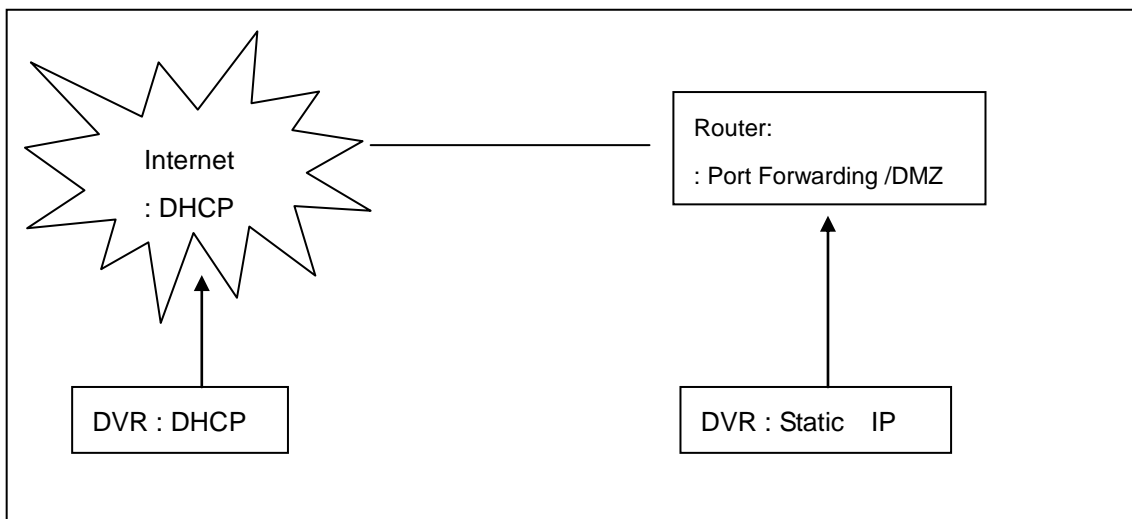 Internet
: DHCP
Router:
: Port Forwarding /DMZ
DVR : DHCP
DVR : Static IP